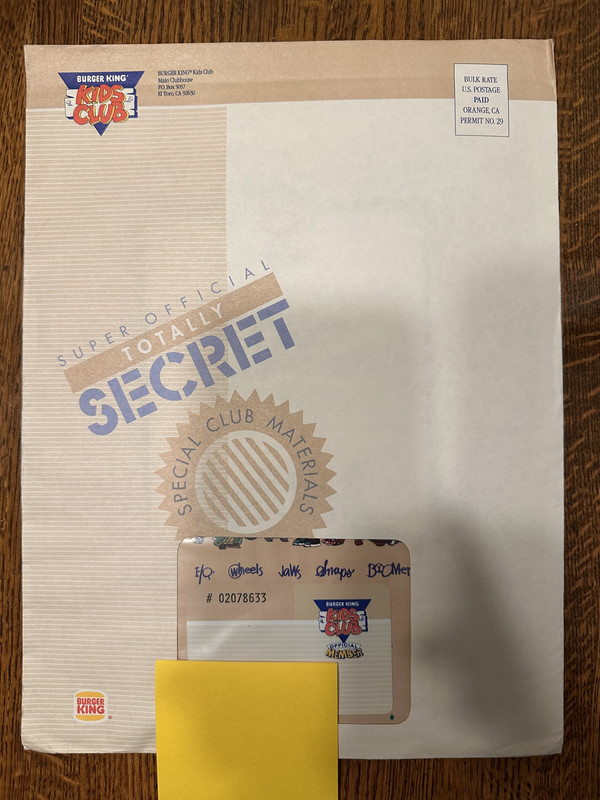 BURGER KING®
KIDS
CLUB
BURGER KING® Kids Club
Main Clubhouse
P.O. Box 5037
El Toro, CA 92630
BULK RATE
U.S. POSTAGE
PAID
ORANGE, CA
PERMIT NO. 29
SUPER OFFICIAL
TOTALLY
SECRET
SPECIAL CLUB MATERIALS
I/Q Wheels JaWs Snaps BOOMer
# 02078633
BURGER KING
KIDS
CLUB
OFFICIAL
MEMBER
BURGER
KING